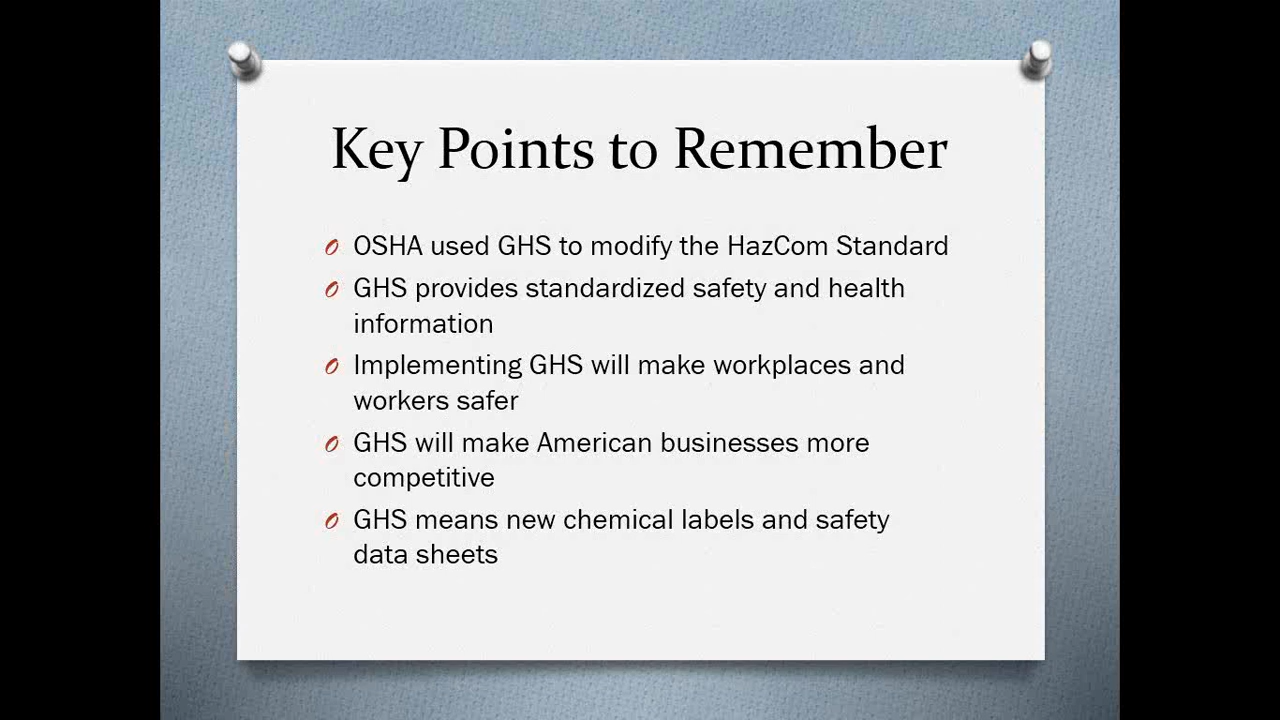 Key Points to Remember
OSHA used GHS to modify the HazCom Standard
GHS provides standardized safety and health
information
Implementing GHS will make workplaces and
workers safer
GHS will make American businesses more
competitive
GHS means new chemical labels and safety
data sheets